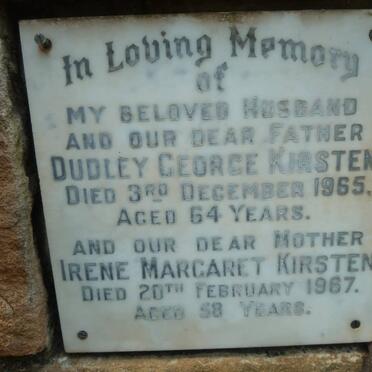 In Loving Memory
of
MY BELOVED HUSBAND
AND OUR DEAR FATHER
DUDLEY GEORGE KIRSTEN
DIED 3RD DECEMBER 1965.
AGED 64 YEARS.
AND OUR DEAR MOTHER
IRENE MARGARET KIRSTEN
DIED 20TH FEBRUARY 1967.
AGED 58 YEARS.